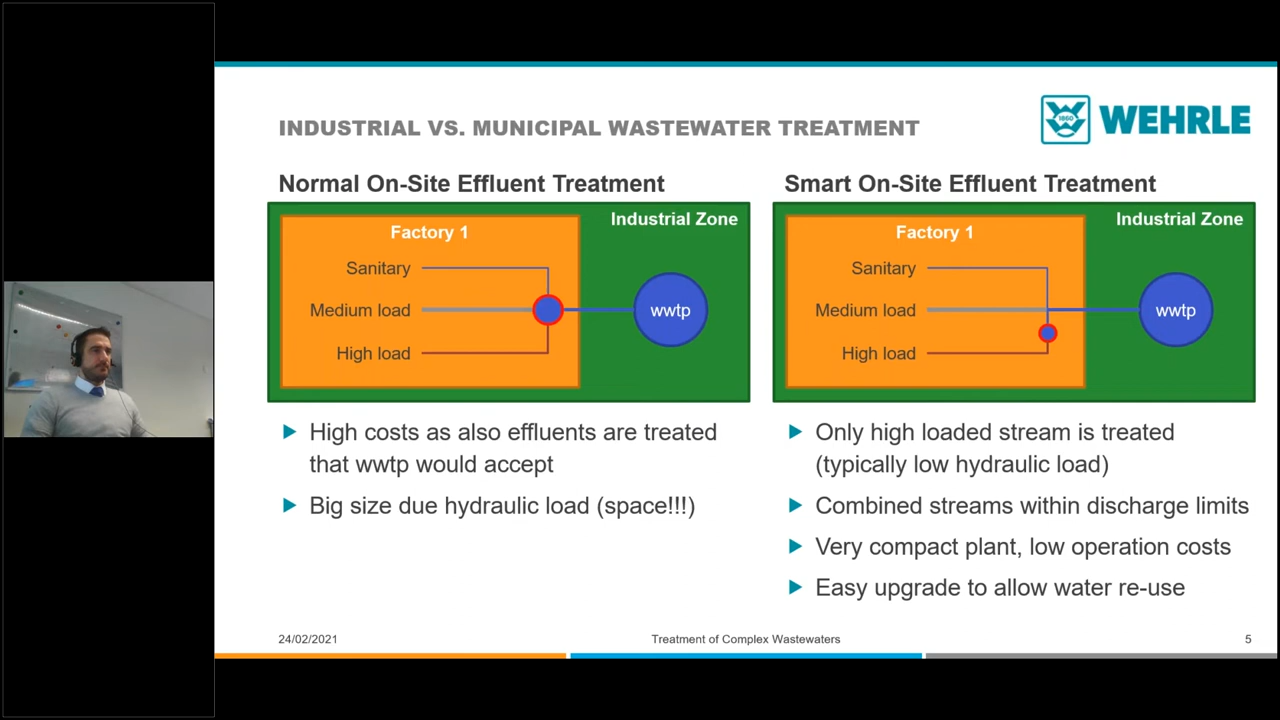 INDUSTRIAL VS. MUNICIPAL WASTEWATER TREATMENT
1860
WEHRLE
Normal On-Site Effluent Treatment
Industrial Zone
Factory 1
Sanitary
Medium load
High load
wwtp
High costs as also effluents are treated
that wwtp would accept
Big size due hydraulic load (space!!!)
Smart On-Site Effluent Treatment
Industrial Zone
Factory 1
Sanitary
Medium load
High load
wwtp
Only high loaded stream is treated
(typically low hydraulic load)
Combined streams within discharge limits
Very compact plant, low operation costs
Easy upgrade to allow water re-use
24/02/2021
Treatment of Complex Wastewaters
5